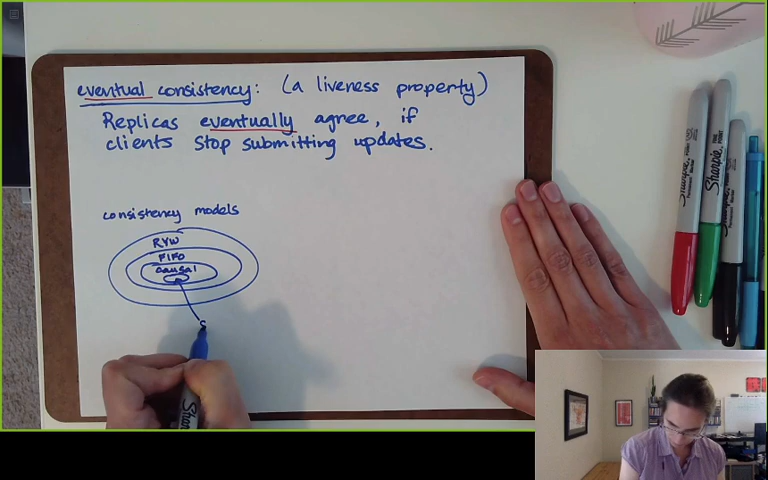 eventual consistency: (a liveness property)
Replicas eventually agree, if
clients stop submitting updates.
consistency models
RYW
FIFO
causal
s
Sharpie
Sharpie
Shar